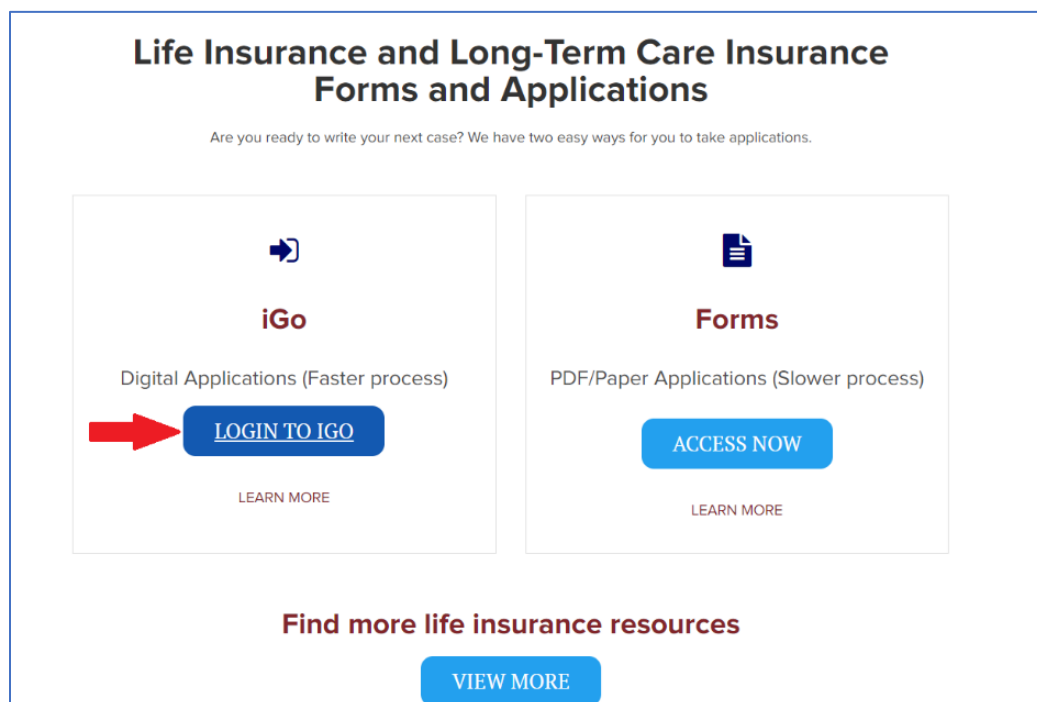 Life Insurance and Long-Term Care Insurance
Forms and Applications
Are you ready to write your next case? We have two easy ways for you to take applications.
iGo
Digital Applications (Faster process)
LOGIN TO IGO
LEARN MORE
Forms
PDF/Paper Applications (Slower process)
ACCESS NOW
LEARN MORE
Find more life insurance resources
VIEW MORE